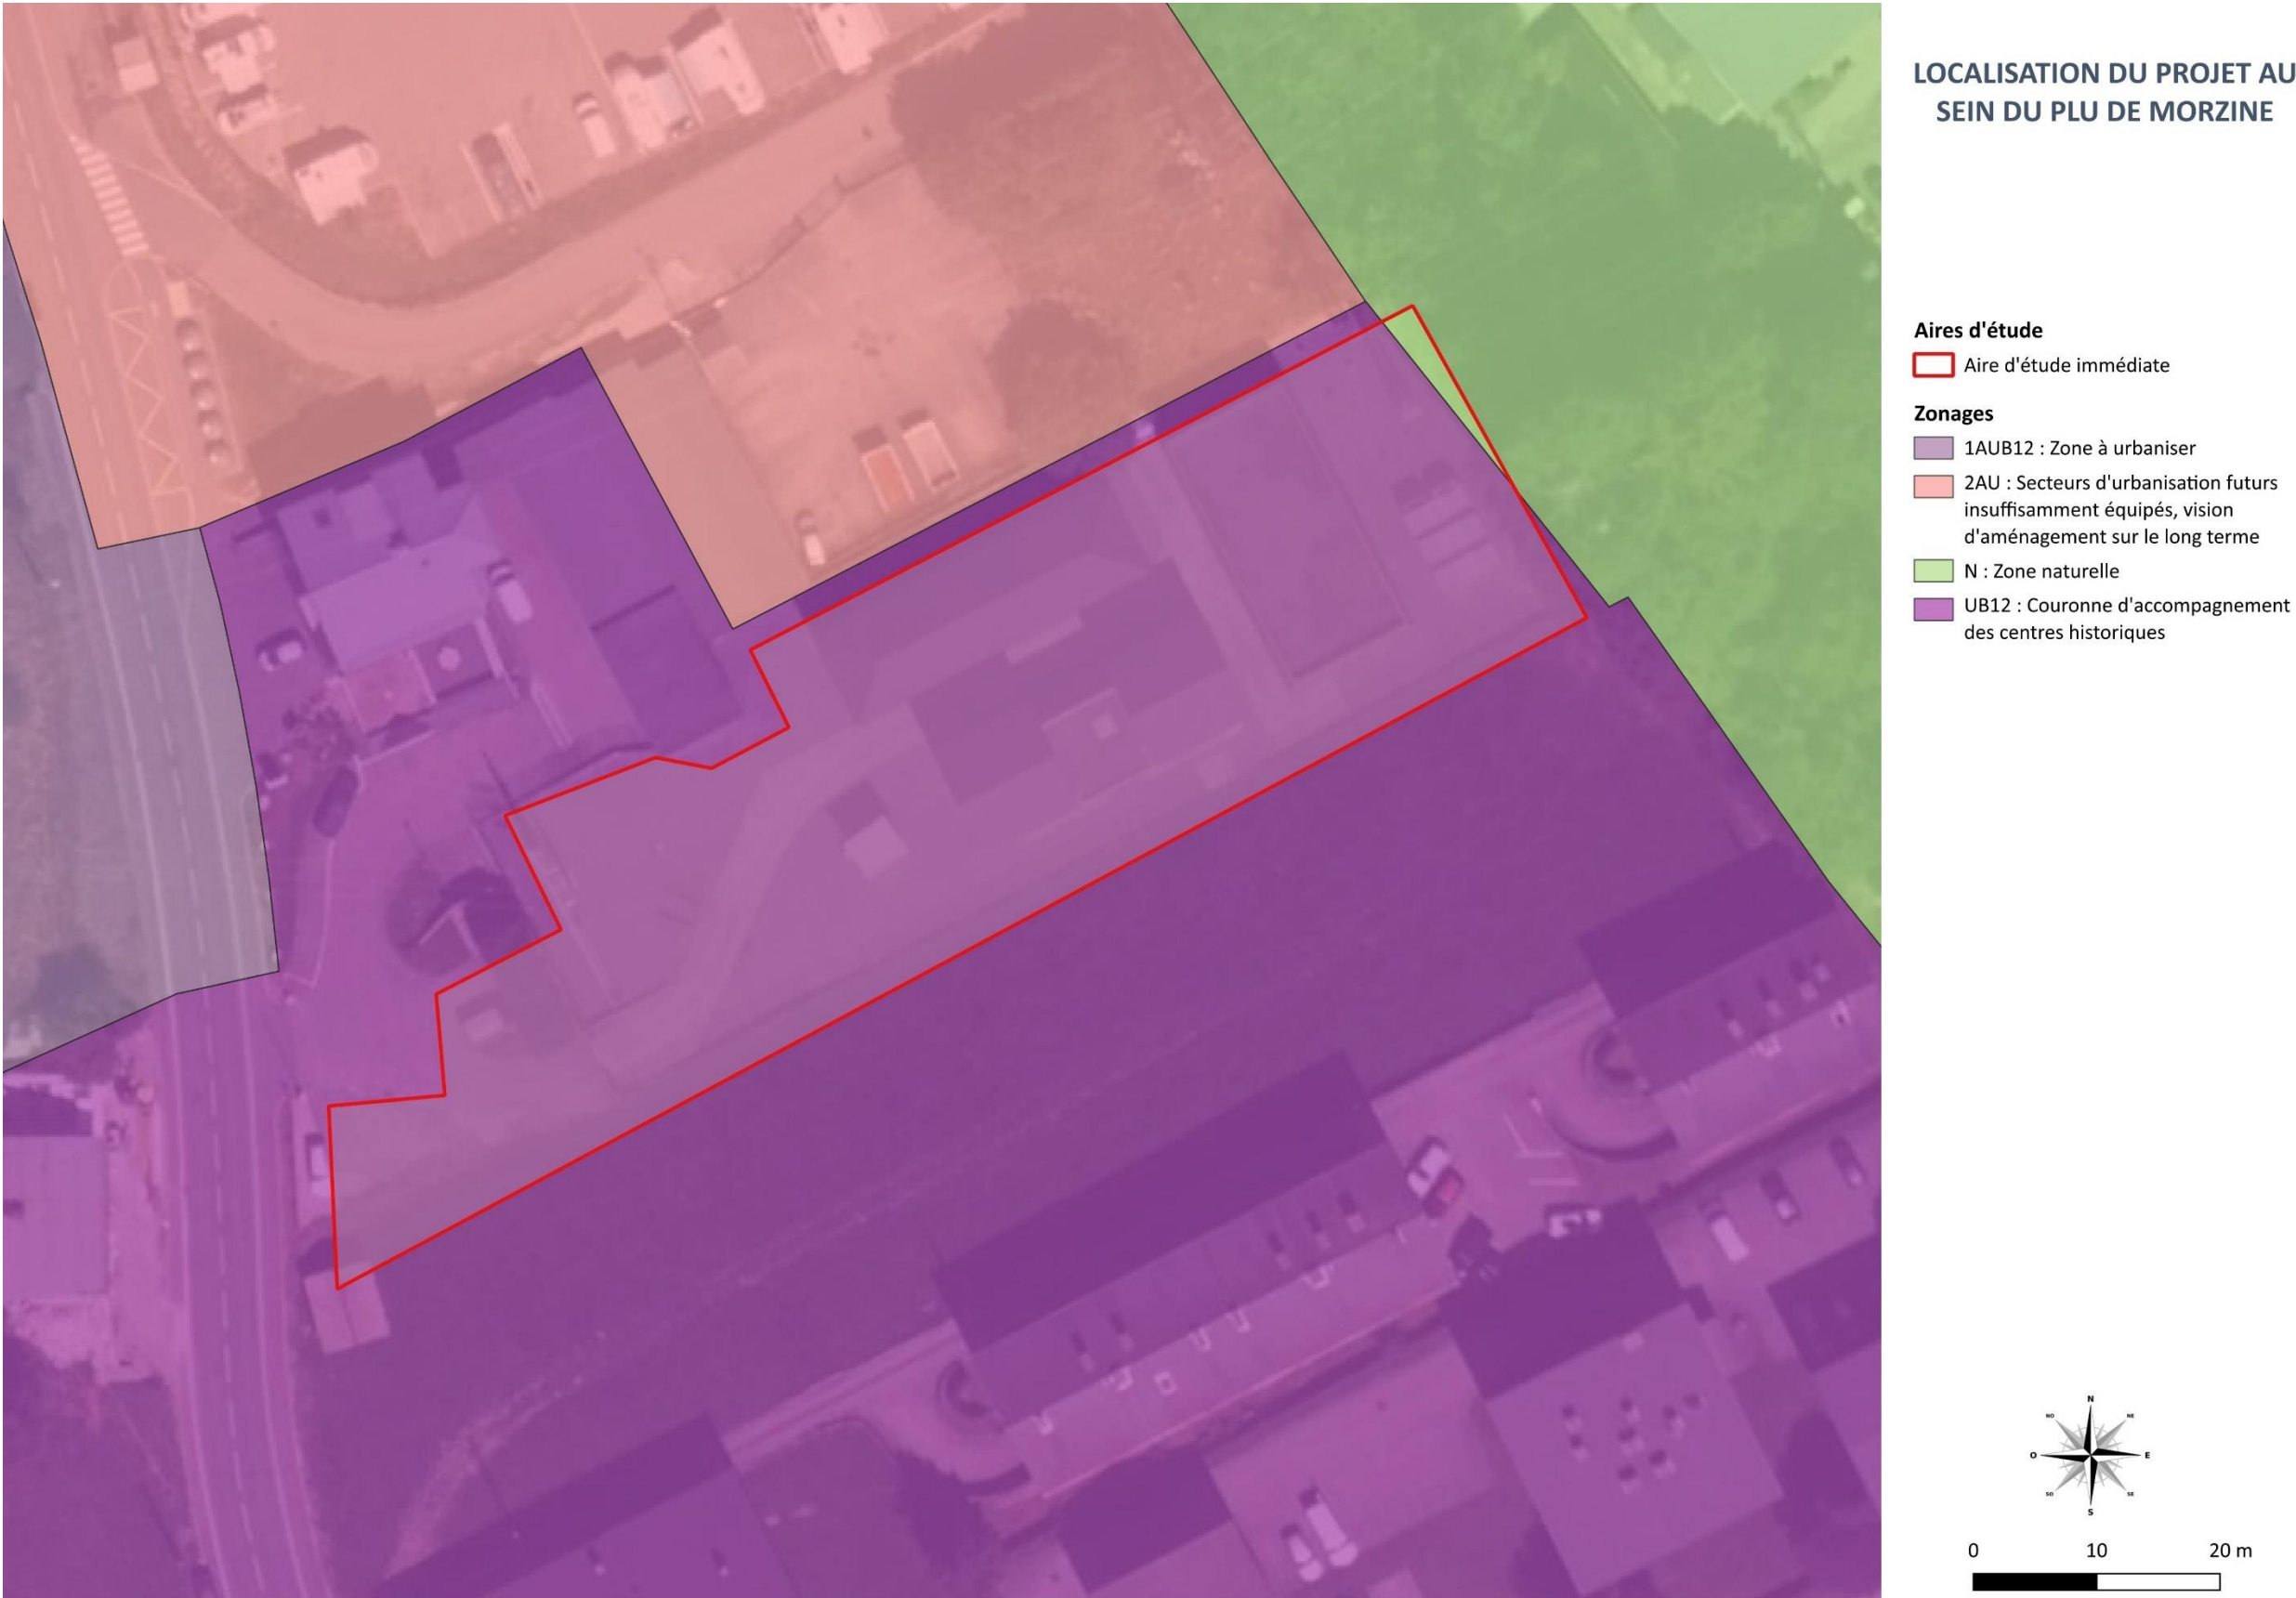 LOCALISATION DU PROJET AU
SEIN DU PLU DE MORZINE
Aires d'étude
Aire d'étude immédiate
Zonages
1AUB12 : Zone à urbaniser
2AU : Secteurs d'urbanisation futurs
insuffisamment équipés, vision
d'aménagement sur le long terme
N : Zone naturelle
UB12 : Couronne d'accompagnement
des centres historiques
N
NO NE
O E
SO SE
S
0 10 20 m